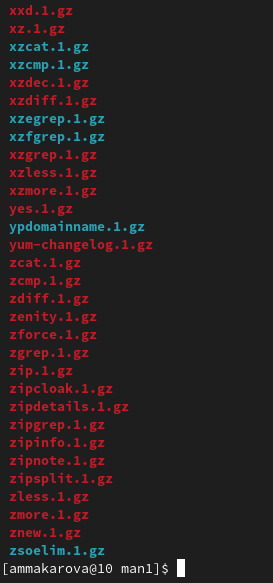 xxd.1.gz
xz.1.gz
xzcat.1.gz
xzcmp.1.gz
xzdec.1.gz
xzdiff.1.gz
xzegrep.1.gz
xzfgrep.1.gz
xzgrep.1.gz
xzless.1.gz
xzmore.1.gz
yes.1.gz
ypdomainname.1.gz
yum-changelog.1.gz
zcat.1.gz
zcmp.1.gz
zdiff.1.gz
zenity.1.gz
zforce.1.gz
zgrep.1.gz
zip.1.gz
zipcloak.1.gz
zipdetails.1.gz
zipgrep.1.gz
zipinfo.1.gz
zipnote.1.gz
zipsplit.1.gz
zless.1.gz
zmore.1.gz
znew.1.gz
zsoelim.1.gz
[ammakarova@10 man1]$